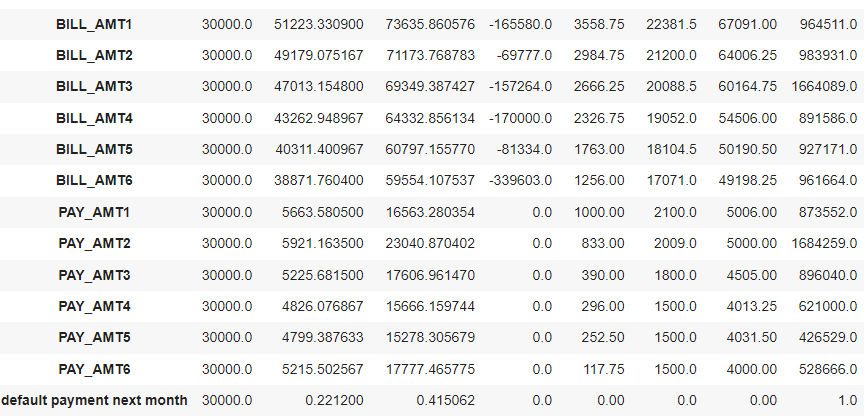 BILL_AMT1 30000.0 51223.330900 73635.860576 -165580.0 3558.75 22381.5 67091.00 964511.0
BILL_AMT2 30000.0 49179.075167 71173.768783 -69777.0 2984.75 21200.0 64006.25 983931.0
BILL_AMT3 30000.0 47013.154800 69349.387427 -157264.0 2666.25 20088.5 60164.75 1664089.0
BILL_AMT4 30000.0 43262.948967 64332.856134 -170000.0 2326.75 19052.0 54506.00 891586.0
BILL_AMT5 30000.0 40311.400967 60797.155770 -81334.0 1763.00 18104.5 50190.50 927171.0
BILL_AMT6 30000.0 38871.760400 59554.107537 -339603.0 1256.00 17071.0 49198.25 961664.0
PAY_AMT1 30000.0 5663.580500 16563.280354 0.0 1000.00 2100.0 5006.00 873552.0
PAY_AMT2 30000.0 5921.163500 23040.870402 0.0 833.00 2009.0 5000.00 1684259.0
PAY_AMT3 30000.0 5225.681500 17606.961470 0.0 390.00 1800.0 4505.00 896040.0
PAY_AMT4 30000.0 4826.076867 15666.159744 0.0 296.00 1500.0 4013.25 621000.0
PAY_AMT5 30000.0 4799.387633 15278.305679 0.0 252.50 1500.0 4031.50 426529.0
PAY_AMT6 30000.0 5215.502567 17777.465775 0.0 117.75 1500.0 4000.00 528666.0
default payment next month 30000.0 0.221200 0.415062 0.0 0.00 0.0 0.00 1.0